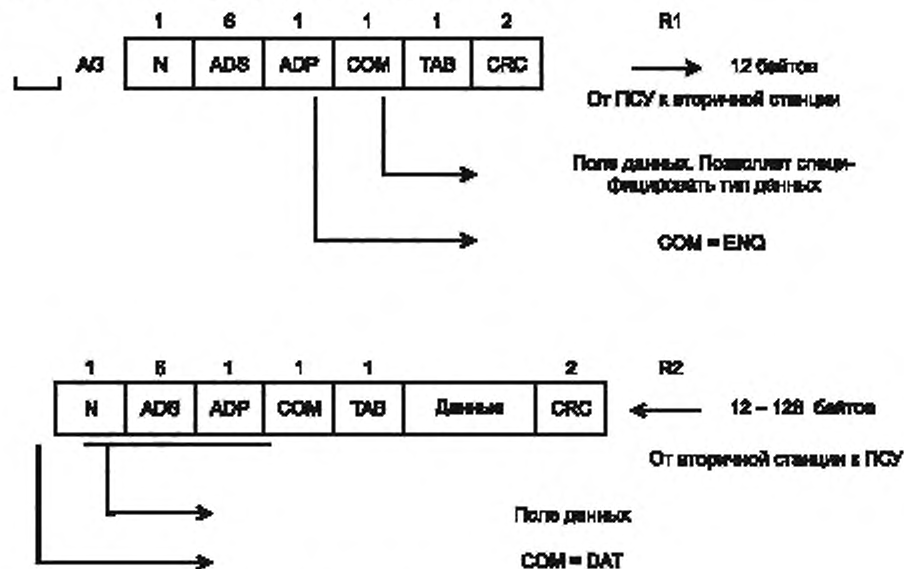 1 6 1 1 1 2 R1
AG N ADS ADP COM TAB CRC 12 байтов
От ПСУ к вторичной станции
Поле данных. Позволяет специ-
фицировать тип данных
COM = ENQ
1 6 1 1 1 2 R2
N ADS ADP COM TAB Данные CRC 12 – 128 байтов
От вторичной станции к ПСУ
Поле данных
COM = DAT